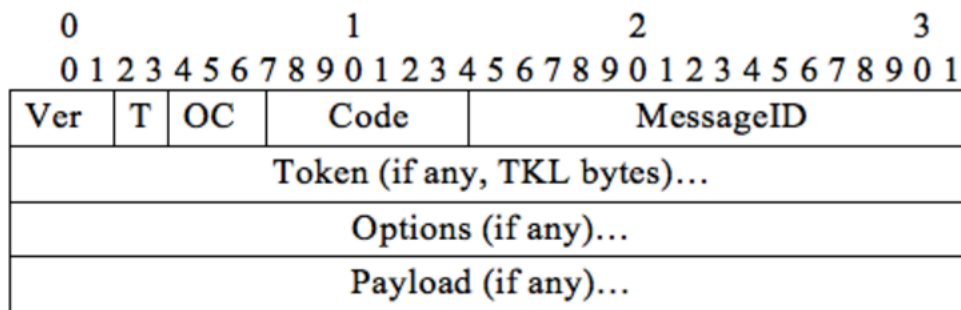 0 1 2 3
0 1 2 3 4 5 6 7 8 9 0 1 2 3 4 5 6 7 8 9 0 1 2 3 4 5 6 7 8 9 0 1
Ver T OC Code MessageID
Token (if any, TKL bytes)...
Options (if any)...
Payload (if any)...